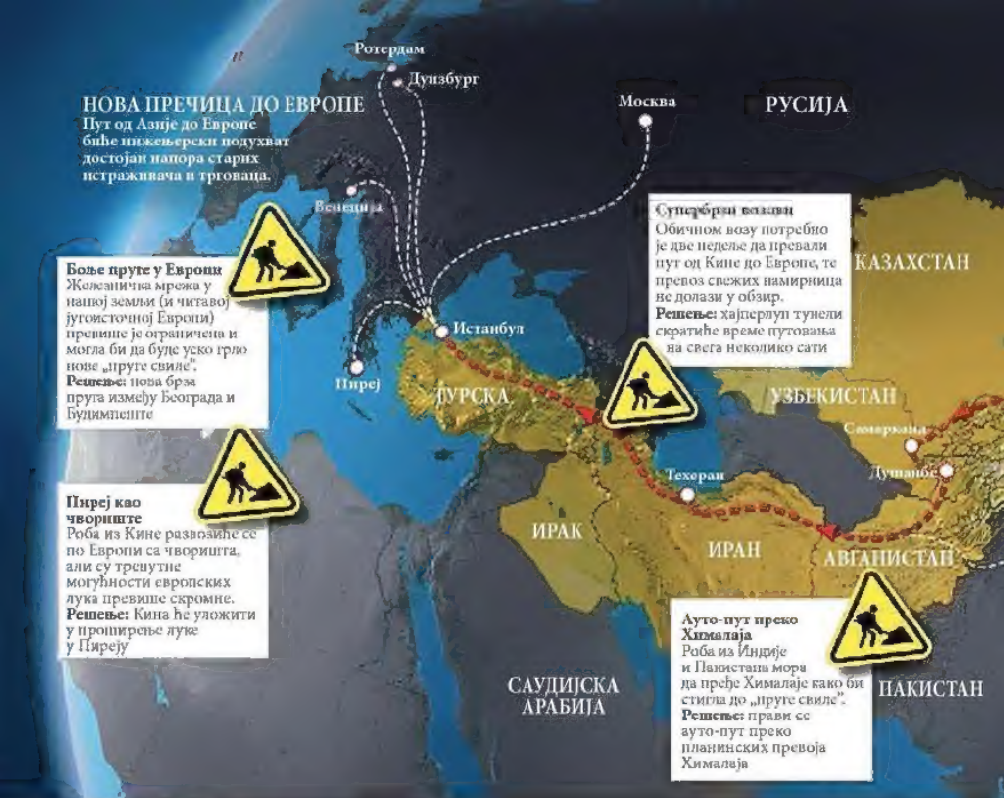 Ротердам
Дуизбург
НОВА ПРЕЧИЦА ДО ЕВРОПЕ
Пут од Азије до Европе
биће инжењерски подухват
достојан напора старих
истраживача и трговаца.
Москва
РУСИЈА
Венеција
Супербрзи возови
Обичном возу потребно
је две недеље да превали
пут од Кине до Европе, те
превоз свежих намирница
не долази у обзир.
Решење: хајперлуп тунели
скратиће време путовања
на свега неколико сати
КАЗАХСТАН
Боље пруге у Европи
Железничка мрежа у
нашој земљи (и читавој
југоисточној Европи)
превише је ограничена и
могла би да буде уско грло
нове „пруге свиле".
Решење: нова брза
пруга између Београда и
Будимпеште
Истанбул
Пиреј
ТУРСКА
УЗБЕКИСТАН
Самарканд
Душанбе
Техеран
Пиреј као
чвориште
Роба из Кине развозиће се
по Европи са чворишта,
али су тренутне
могућности европских
лука превише скромне.
Решење: Кина ће уложити
у проширење луке
у Пиреју
ИРАК
ИРАН
АВГАНИСТАН
Ауто-пут преко
Хималаја
Роба из Индије
и Пакистана мора
да пређе Хималаје како би
стигла до „пруге свиле".
Решење: прави се
ауто-пут преко
планинских превоја
Хималаја
САУДИЈСКА
АРАБИЈА
ПАКИСТАН